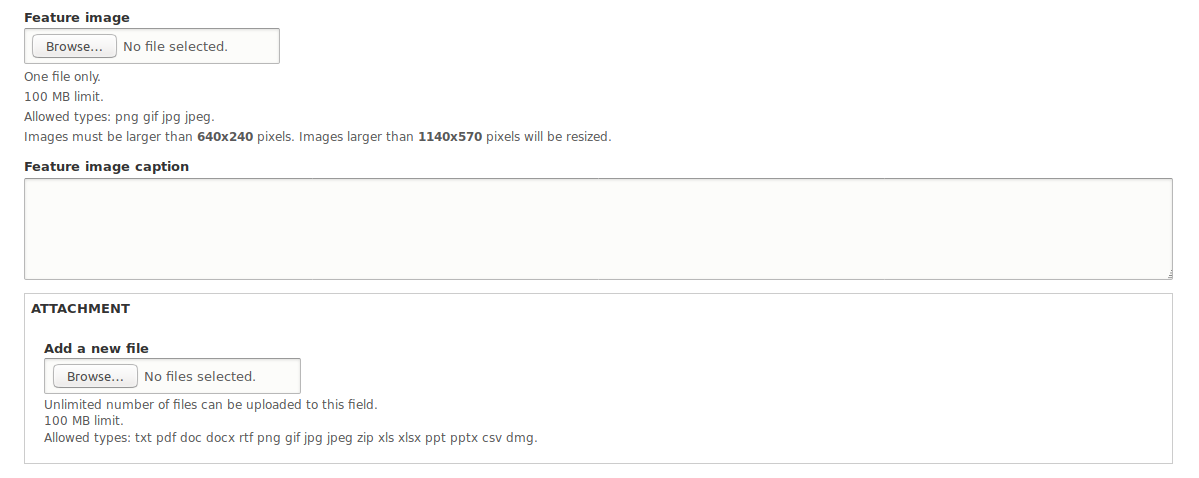 Feature image
Browse... No file selected.
One file only.
100 MB limit.
Allowed types: png gif jpg jpeg.
Images must be larger than 640x240 pixels. Images larger than 1140x570 pixels will be resized.
Feature image caption
ATTACHMENT
Add a new file
Browse... No files selected.
Unlimited number of files can be uploaded to this field.
100 MB limit.
Allowed types: txt pdf doc docx rtf png gif jpg jpeg zip xls xlsx ppt pptx csv dmg.